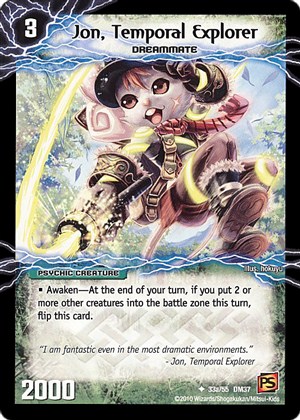 3
Jon, Temporal Explorer
DREAMMATE
Illus. hokuyu
PSYCHIC CREATURE
• Awaken—At the end of your turn, if you put 2 or
more other creatures into the battle zone this turn,
flip this card.
"I am fantastic even in the most dramatic environments."
- Jon, Temporal Explorer
2000
33a/55 DM37
©2010 Wizards/Shogakukan/Mitsui-Kids
PS